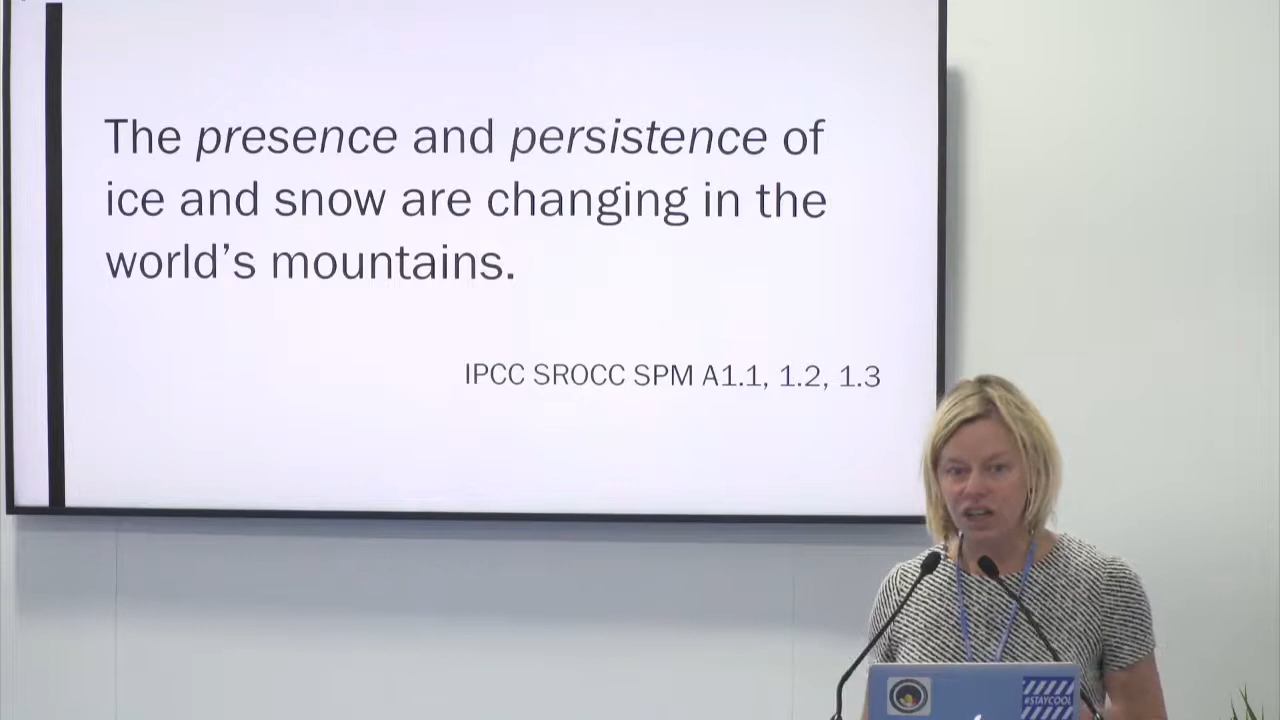 The presence and persistence of
ice and snow are changing in the
world's mountains.
IPCC SROCC SPM A1.1, 1.2, 1.3
#STAYCOOL